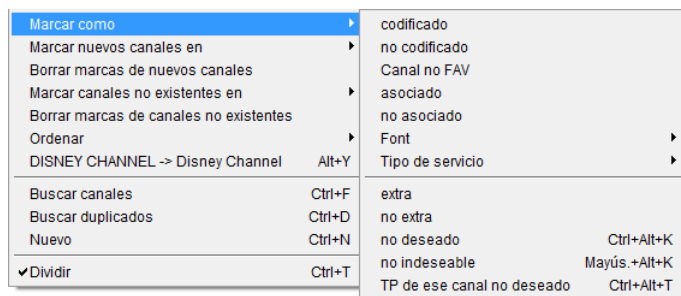 Marcar como
Marcar nuevos canales en
Borrar marcas de nuevos canales
Marcar canales no existentes en
Borrar marcas de canales no existentes
Ordenar
DISNEY CHANNEL -> Disney Channel Alt+Y
Buscar canales Ctrl+F
Buscar duplicados Ctrl+D
Nuevo Ctrl+N
Dividir Ctrl+T
codificado
no codificado
Canal no FAV
asociado
no asociado
Font
Tipo de servicio
extra
no extra
no deseado Ctrl+Alt+K
no indeseable Mayús.+Alt+K
TP de ese canal no deseado Ctrl+Alt+T